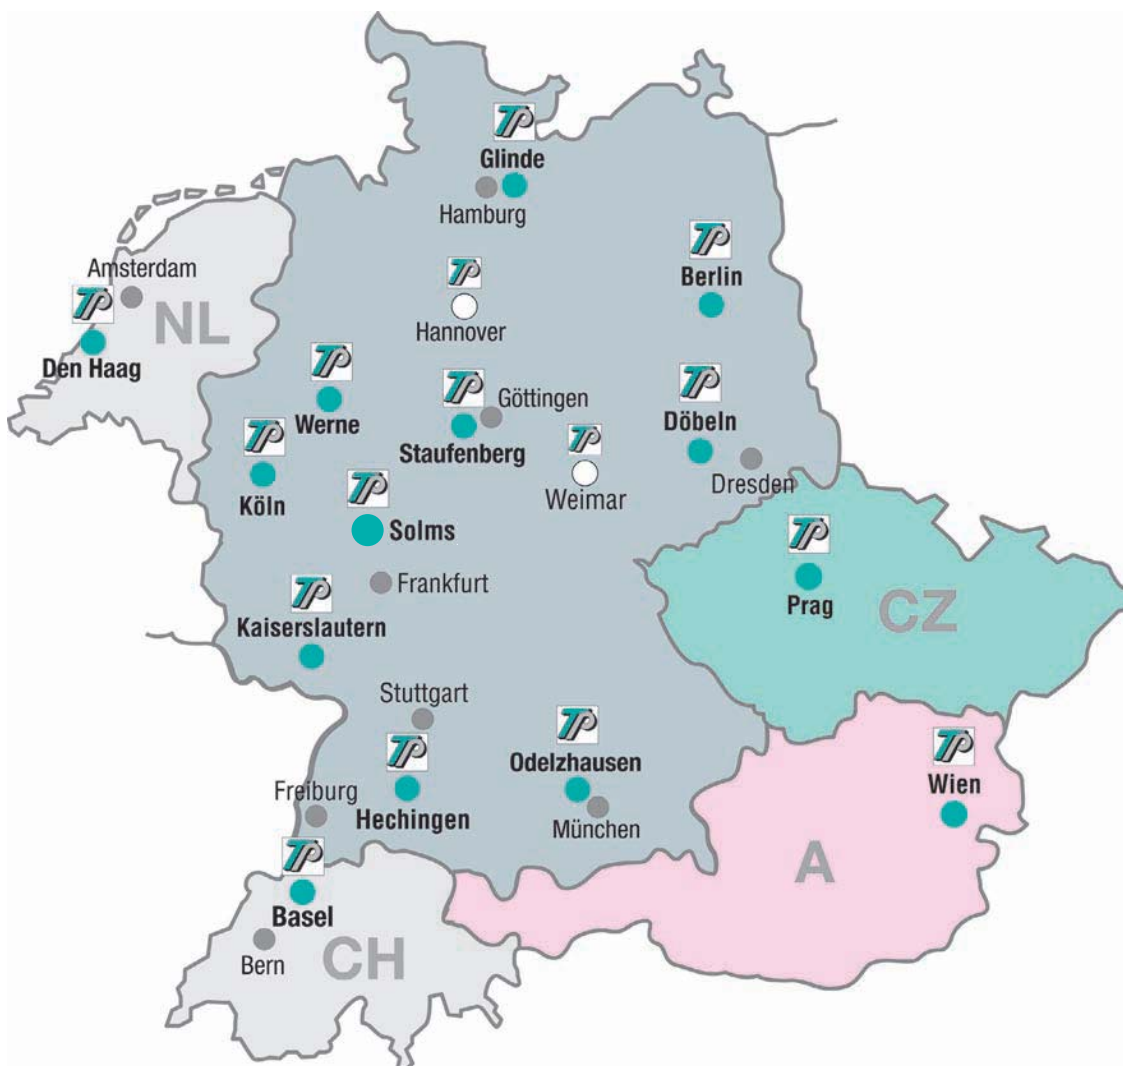 TP
Glinde
Hamburg
TP
Berlin
Amsterdam
TP
NL
Den Haag
TP
Hannover
TP
Werne
TP
Göttingen
Staufenberg
TP
Döbeln
Dresden
TP
Köln
TP
Weimar
TP
Solms
Frankfurt
TP
Prag
CZ
TP
Kaiserslautern
Stuttgart
TP
Hechingen
TP
Odelzhausen
München
TP
Wien
A
Freiburg
TP
Basel
Bern
CH